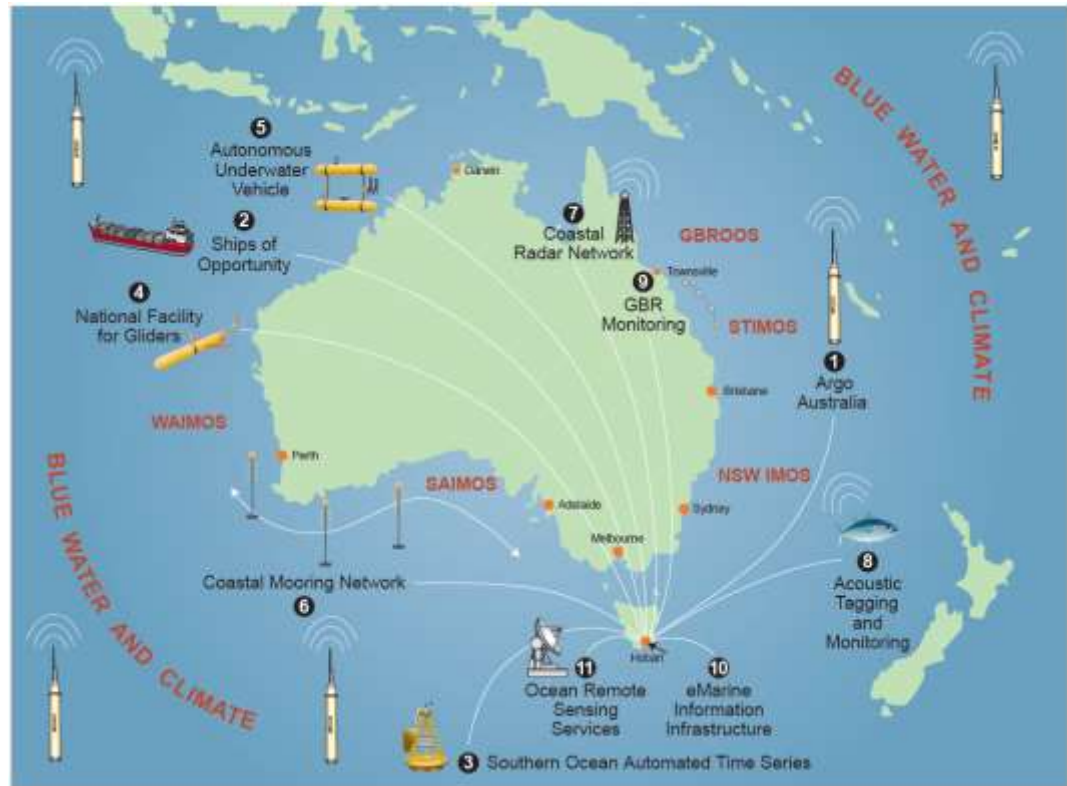 BLUE WATER AND CLIMATE
5
Autonomous
Underwater
Vehicle
Darwin
2
Ships of
Opportunity
7
Coastal
Radar Network
GBROOS
Townsville
4
National Facility
for Gliders
9
GBR
Monitoring
STIMOS
1
Argo
Australia
Brisbane
WAIMOS
Perth
SAIMOS
Adelaide
NSW IMOS
Sydney
Melbourne
BLUE WATER AND CLIMATE
Coastal Mooring Network
6
8
Acoustic
Tagging
and
Monitoring
Hobart
11
Ocean Remote
Sensing
Services
10
eMarine
Information
Infrastructure
3 Southern Ocean Automated Time Series